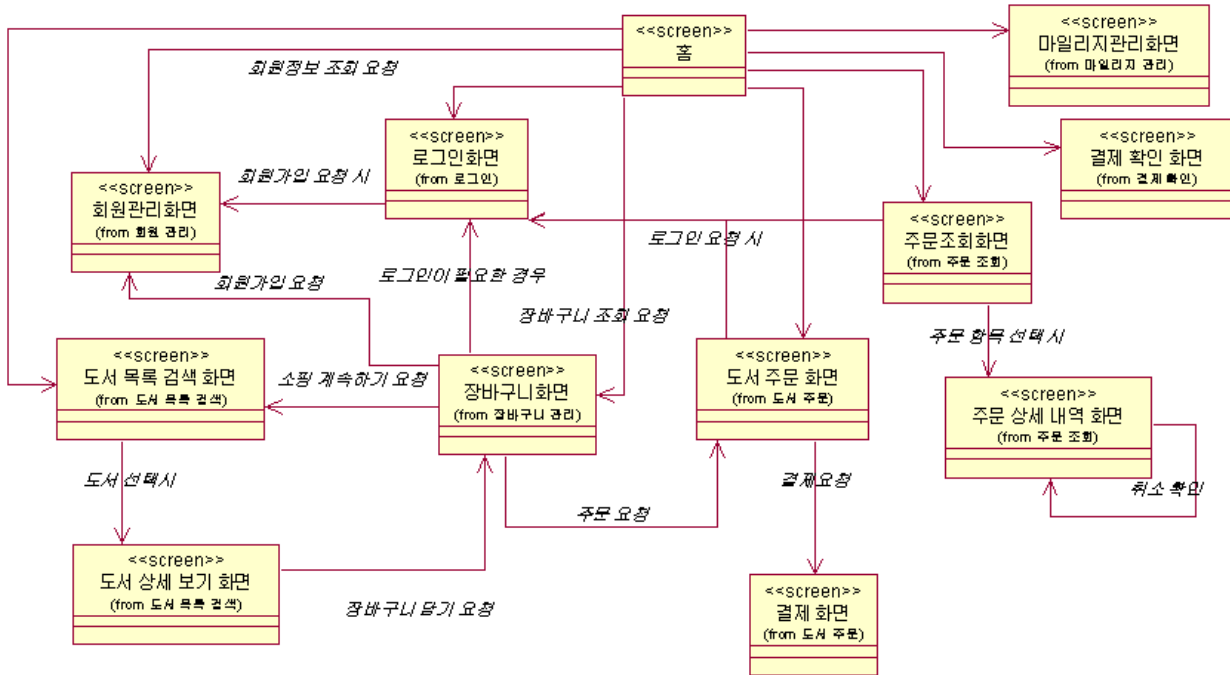 <<screen>>
홈
<<screen>>
마일리지관리화면
(from 마일리지 관리)
회원정보 조회 요청
<<screen>>
로그인화면
(from 로그인)
<<screen>>
결제 확인 화면
(from 결제 확인)
회원가입 요청 시
<<screen>>
회원관리화면
(from 회원 관리)
<<screen>>
주문조회화면
(from 주문 조회)
로그인 요청 시
회원가입 요청
로그인이 필요한 경우
장바구니 조회 요청
주문 항목 선택 시
<<screen>>
도서 목록 검색 화면
(from 도서 목록 검색)
쇼핑 계속하기 요청
<<screen>>
장바구니화면
(from 장바구니 관리)
<<screen>>
도서 주문 화면
(from 도서 주문)
<<screen>>
주문 상세 내역 화면
(from 주문 조회)
도서 선택시
결제요청
취소 확인
주문 요청
<<screen>>
도서 상세 보기 화면
(from 도서 목록 검색)
장바구니 담기 요청
<<screen>>
결제 화면
(from 도서 주문)